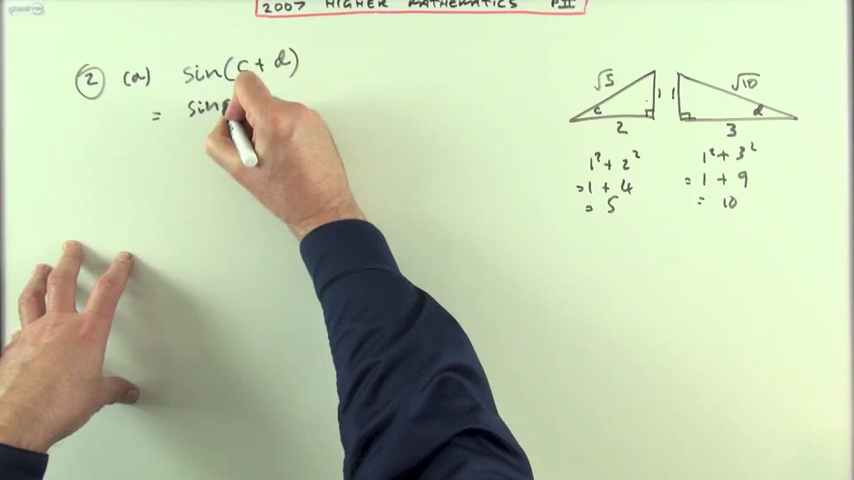 2007 HIGHER MATHEMATICS PII
2 (a) sin(c + d)
= sin
√5 1 c 2
1 √10 d 3
1² + 2²
= 1 + 4
= 5
1² + 3²
= 1 + 9
= 10